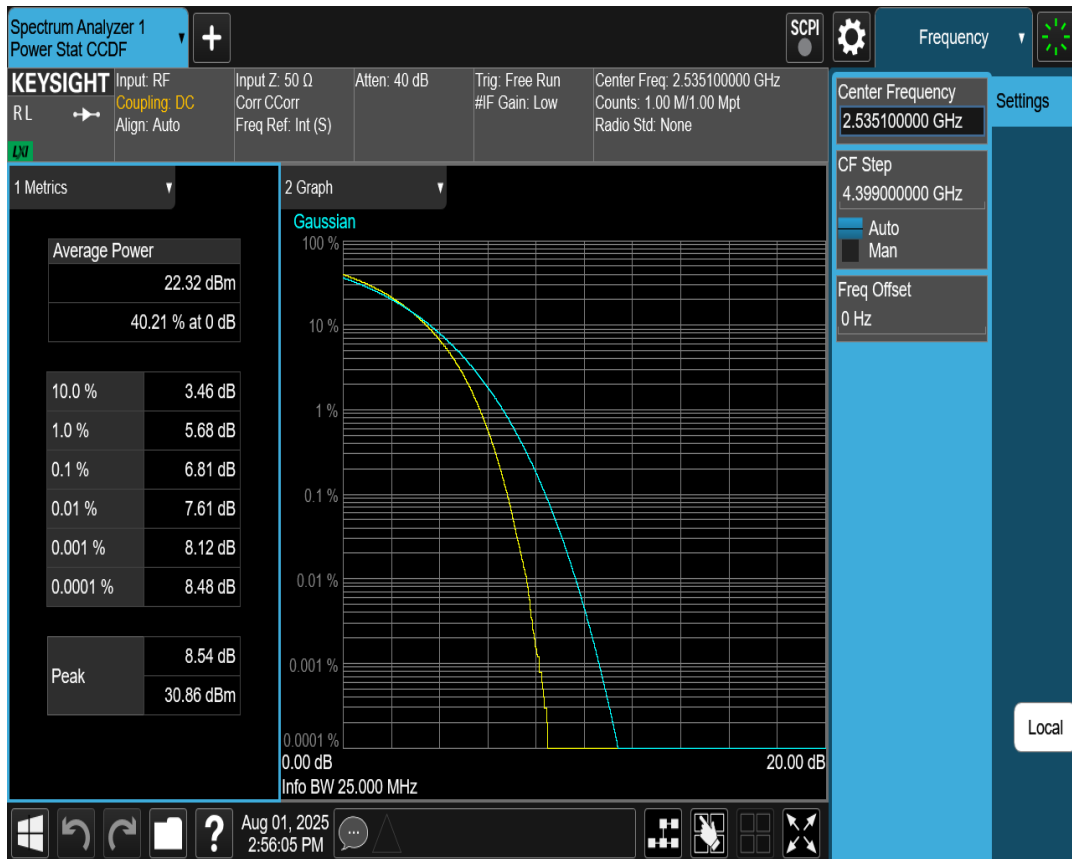 Spectrum Analyzer 1
Power Stat CCDF
SCPI
Frequency
KEYSIGHT
RL
LXI
Input: RF
Coupling: DC
Align: Auto
Input Z: 50 Ω
Corr CCorr
Freq Ref: Int (S)
Atten: 40 dB
Trig: Free Run
#IF Gain: Low
Center Freq: 2.535100000 GHz
Counts: 1.00 M/1.00 Mpt
Radio Std: None
Center Frequency
2.535100000 GHz
Settings
CF Step
4.399000000 GHz
Auto
Man
Freq Offset
0 Hz
1 Metrics
Average Power
22.32 dBm
40.21 % at 0 dB
10.0 % 3.46 dB
1.0 % 5.68 dB
0.1 % 6.81 dB
0.01 % 7.61 dB
0.001 % 8.12 dB
0.0001 % 8.48 dB
Peak
8.54 dB
30.86 dBm
2 Graph
Gaussian
100 %
10 %
1 %
0.1 %
0.01 %
0.001 %
0.0001 %
0.00 dB 20.00 dB
Info BW 25.000 MHz
Local
?
Aug 01, 2025
2:56:05 PM